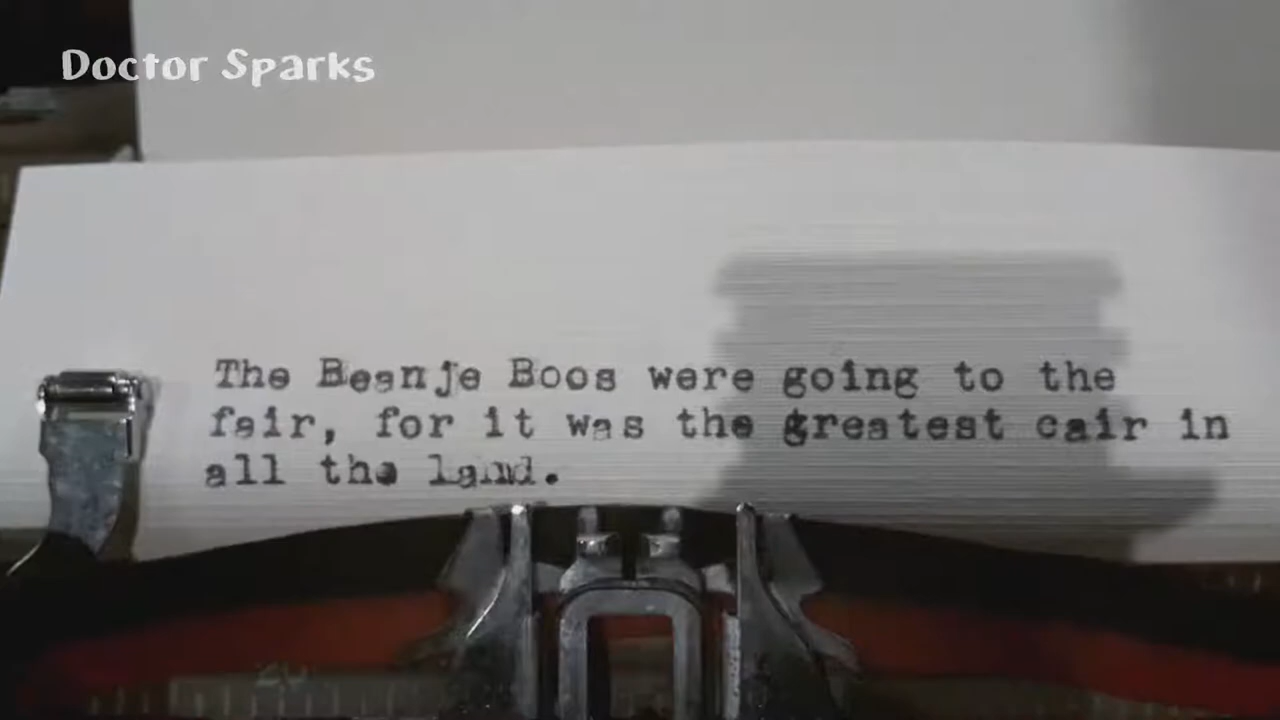 Doctor Sparks
The Beanje Boos were going to the
fair, for it was the greatest cair in
all the land.